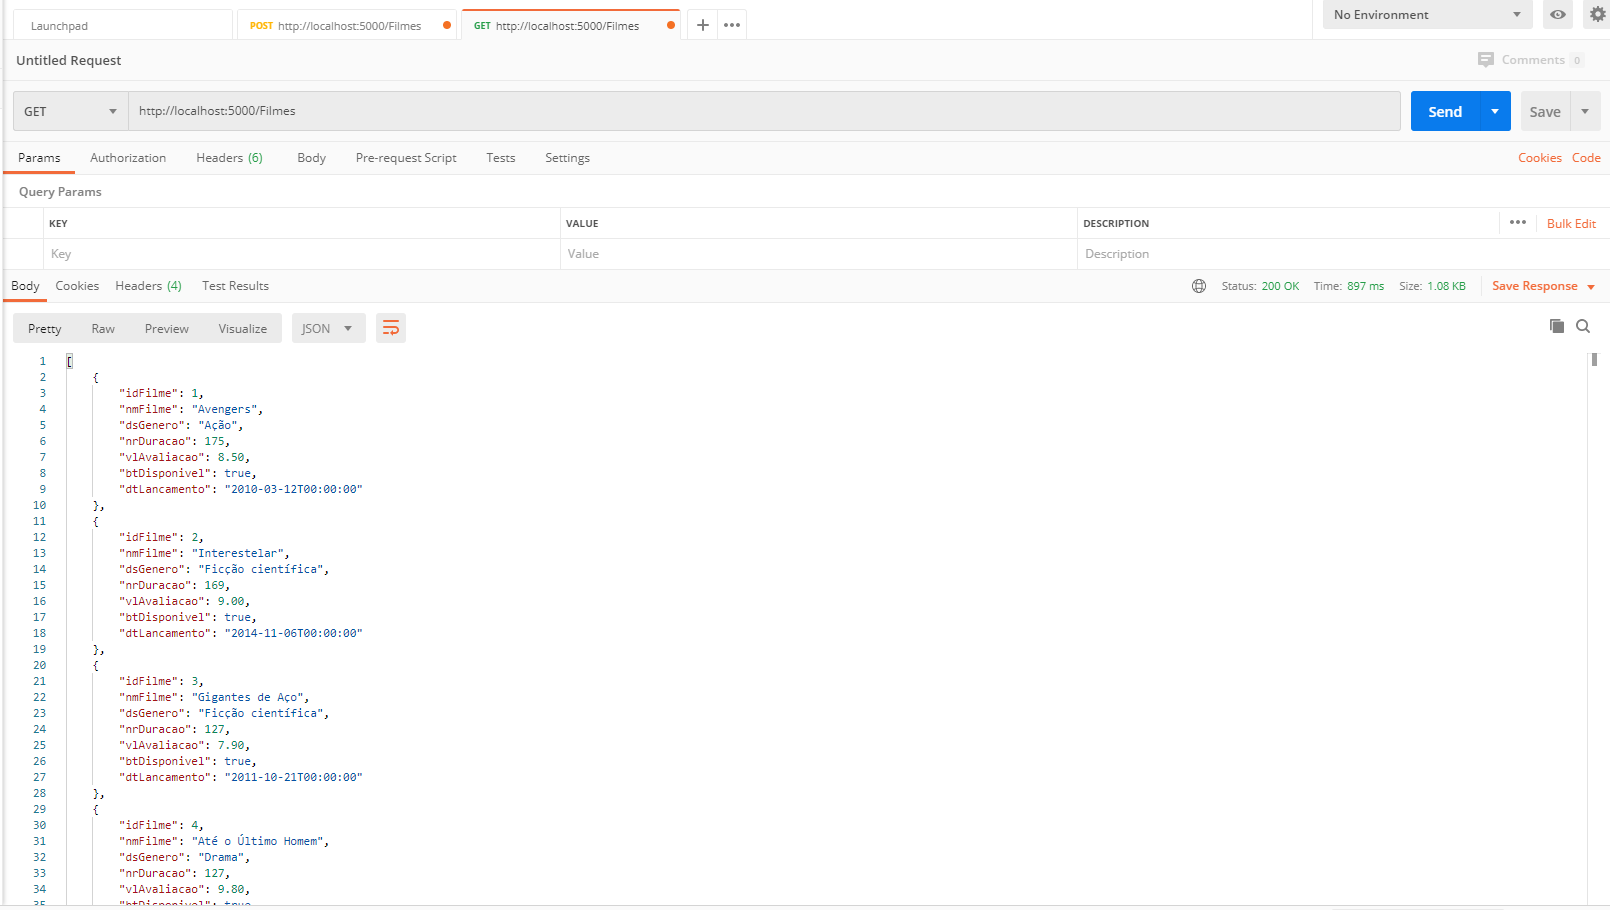 Launchpad
POST http://localhost:5000/Filmes
GET http://localhost:5000/Filmes
No Environment
Untitled Request
Comments 0
GET
http://localhost:5000/Filmes
Send
Save
Params Authorization Headers (6) Body Pre-request Script Tests Settings
Cookies Code
Query Params
KEY VALUE DESCRIPTION
Bulk Edit
Key Value Description
Body Cookies Headers (4) Test Results
Status: 200 OK Time: 897 ms Size: 1.08 KB Save Response
Pretty Raw Preview Visualize JSON
1 [
2 {
3 "idFilme": 1,
4 "nmFilme": "Avengers",
5 "dsGenero": "Ação",
6 "nrDuracao": 175,
7 "vlAvaliacao": 8.50,
8 "btDisponivel": true,
9 "dtLancamento": "2010-03-12T00:00:00"
10 },
11 {
12 "idFilme": 2,
13 "nmFilme": "Interestelar",
14 "dsGenero": "Ficção científica",
15 "nrDuracao": 169,
16 "vlAvaliacao": 9.00,
17 "btDisponivel": true,
18 "dtLancamento": "2014-11-06T00:00:00"
19 },
20 {
21 "idFilme": 3,
22 "nmFilme": "Gigantes de Aço",
23 "dsGenero": "Ficção científica",
24 "nrDuracao": 127,
25 "vlAvaliacao": 7.90,
26 "btDisponivel": true,
27 "dtLancamento": "2011-10-21T00:00:00"
28 },
29 {
30 "idFilme": 4,
31 "nmFilme": "Até o Último Homem",
32 "dsGenero": "Drama",
33 "nrDuracao": 127,
34 "vlAvaliacao": 9.80,
35 "btDisponivel": true,